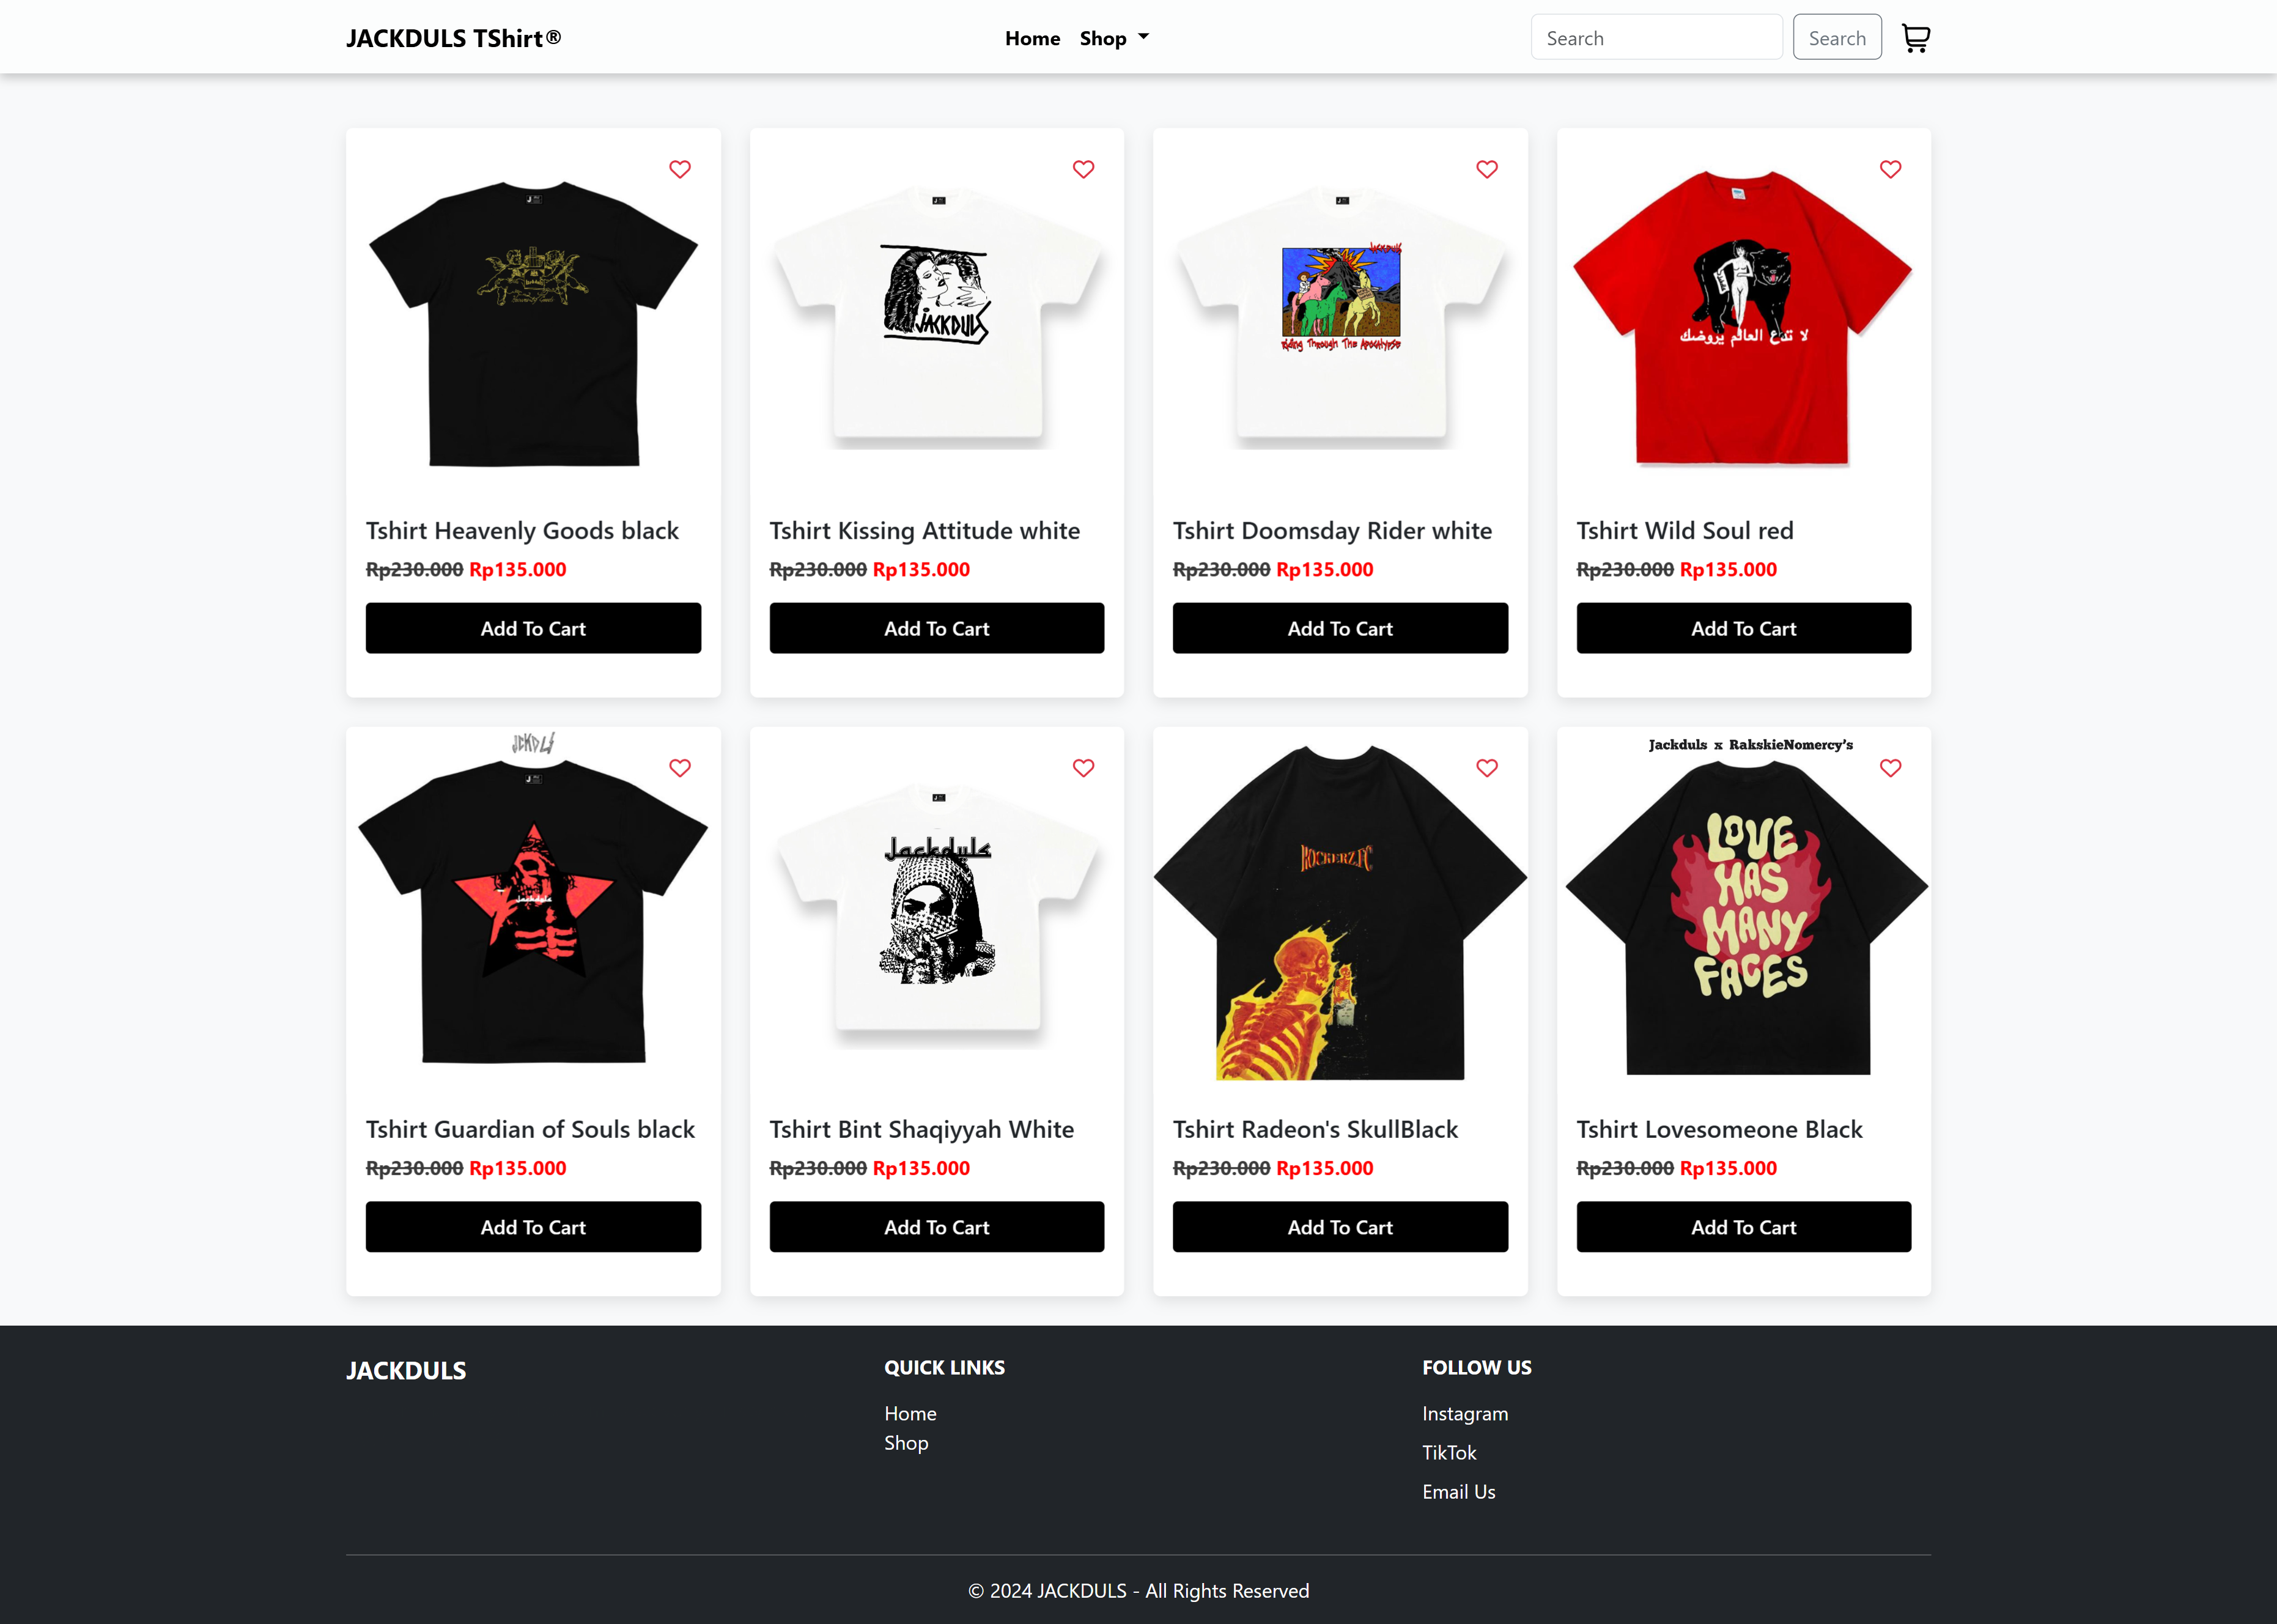 JACKDULS TShirt®
Home
Shop
Search
Search
JACKDULS
JACKDULS
Riding Through The Apocalypse
لا تدع العالم يروضك
Tshirt Heavenly Goods black
Rp230.000 Rp135.000
Add To Cart
Tshirt Kissing Attitude white
Rp230.000 Rp135.000
Add To Cart
Tshirt Doomsday Rider white
Rp230.000 Rp135.000
Add To Cart
Tshirt Wild Soul red
Rp230.000 Rp135.000
Add To Cart
Jackduls
Jackduls
ROCKERZ.FC
Jackduls x RakskieNomercy's
LOVE
HAS
MANY
FACES
Tshirt Guardian of Souls black
Rp230.000 Rp135.000
Add To Cart
Tshirt Bint Shaqiyyah White
Rp230.000 Rp135.000
Add To Cart
Tshirt Radeon's SkullBlack
Rp230.000 Rp135.000
Add To Cart
Tshirt Lovesomeone Black
Rp230.000 Rp135.000
Add To Cart
JACKDULS
QUICK LINKS
Home
Shop
FOLLOW US
Instagram
TikTok
Email Us
© 2024 JACKDULS - All Rights Reserved